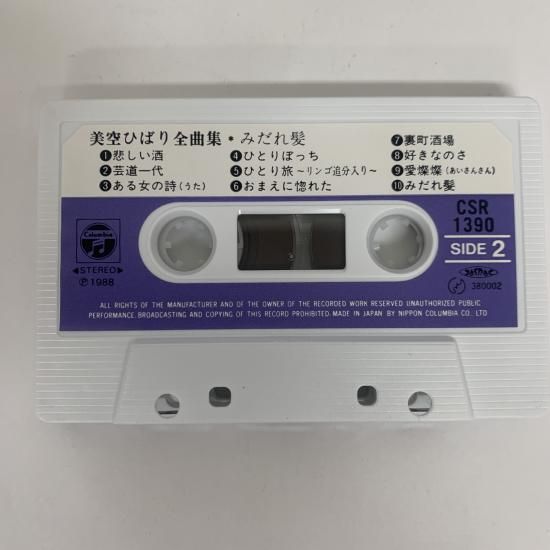 美空ひばり全曲集*みだれ髪
❶悲しい酒
❷芸道一代
❸ある女の詩(うた)
❹ひとりぼっち
❺ひとり旅〜リンゴ追分入り〜
❻おまえに惚れた
❼裏町酒場
❽好きなのさ
❾愛燦燦(あいさんさん)
❿みだれ髪
Columbia
◀STEREO▶
Ⓟ1988
CSR
1390
SIDE 2
380002
ALL RIGHTS OF THE MANUFACTURER AND OF THE OWNER OF THE RECORDED WORK RESERVED UNAUTHORIZED PUBLIC
PERFORMANCE. BROADCASTING AND COPYING OF THIS RECORD PROHIBITED. MADE IN JAPAN BY NIPPON COLUMBIA CO., LTD